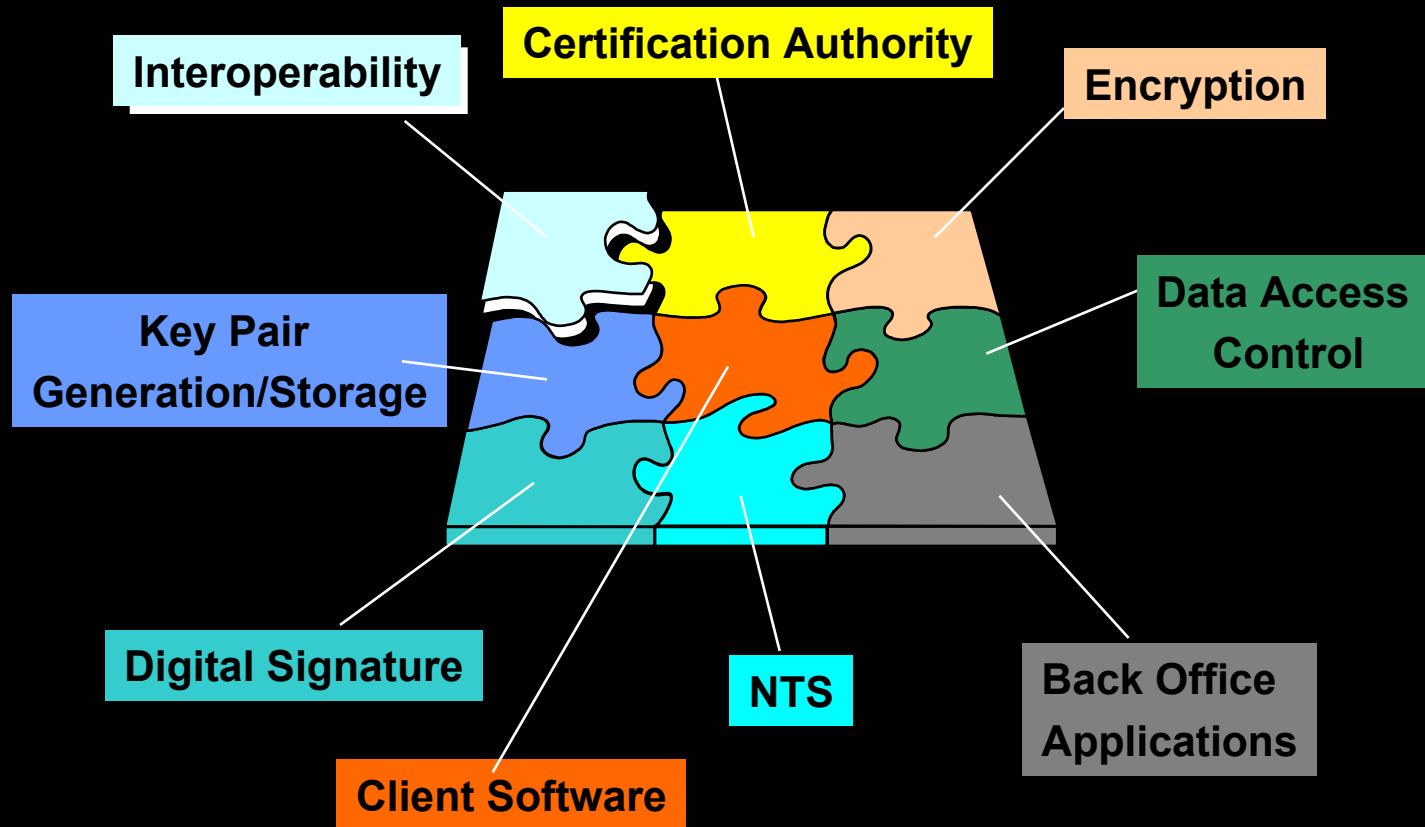 Certification Authority
Interoperability
Encryption
Data Access
Control
Key Pair
Generation/Storage
Digital Signature
NTS
Back Office
Applications
Client Software